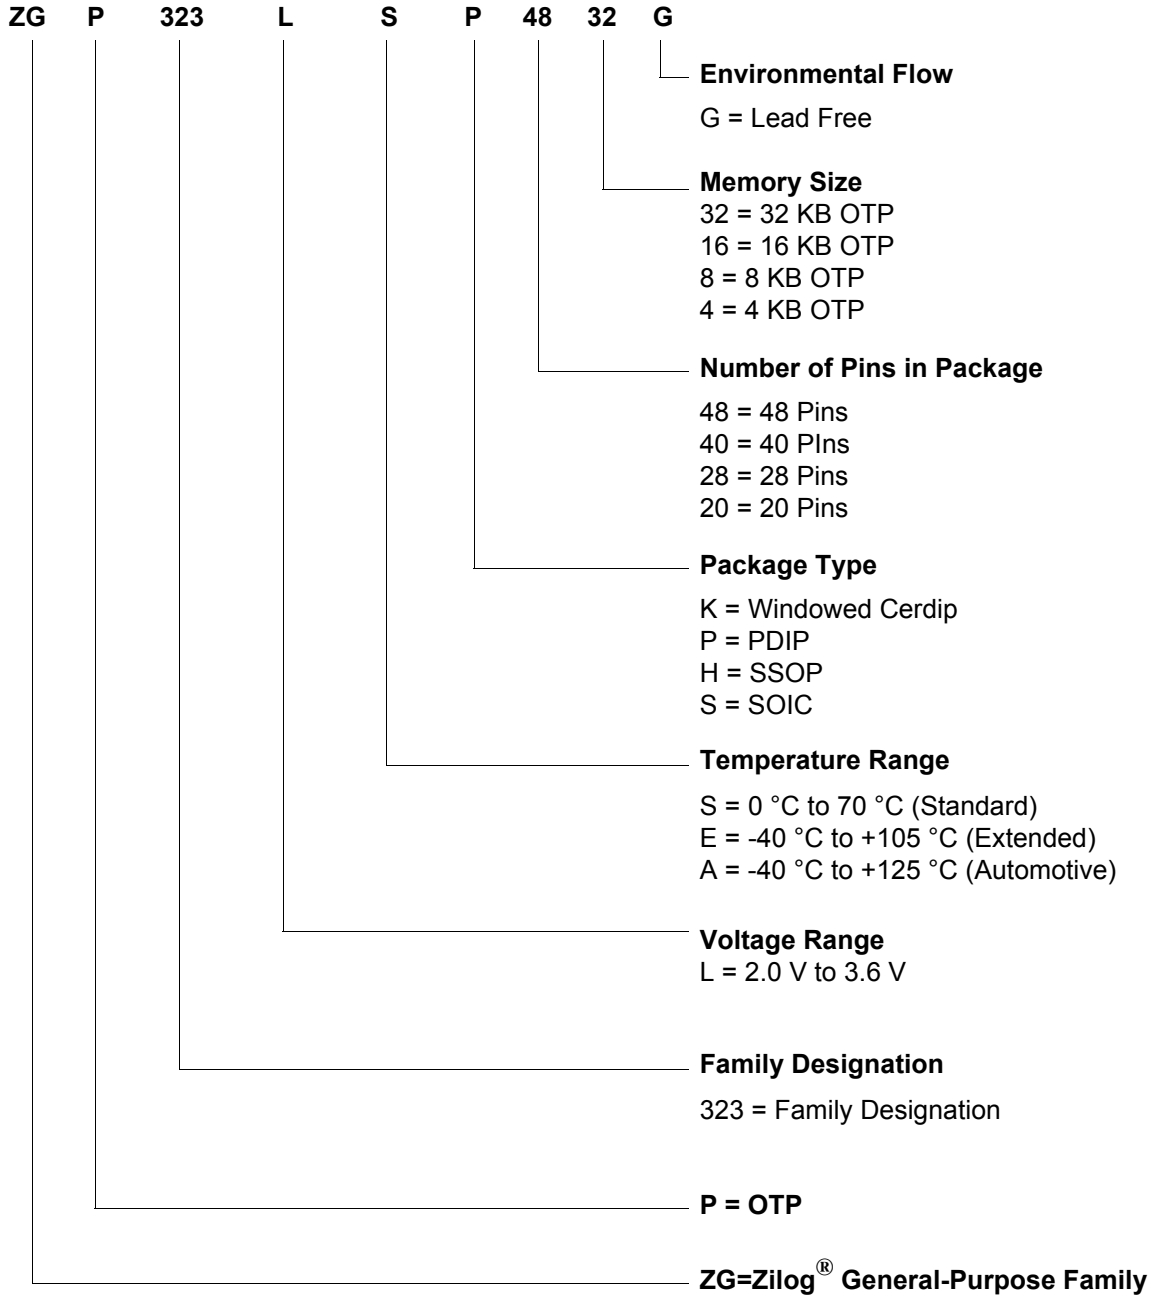 ZG P 323 L S P 48 32 G
Environmental Flow
G = Lead Free
Memory Size
32 = 32 KB OTP
16 = 16 KB OTP
8 = 8 KB OTP
4 = 4 KB OTP
Number of Pins in Package
48 = 48 Pins
40 = 40 PIns
28 = 28 Pins
20 = 20 Pins
Package Type
K = Windowed Cerdip
P = PDIP
H = SSOP
S = SOIC
Temperature Range
S = 0 °C to 70 °C (Standard)
E = -40 °C to +105 °C (Extended)
A = -40 °C to +125 °C (Automotive)
Voltage Range
L = 2.0 V to 3.6 V
Family Designation
323 = Family Designation
P = OTP
ZG=Zilog® General-Purpose Family